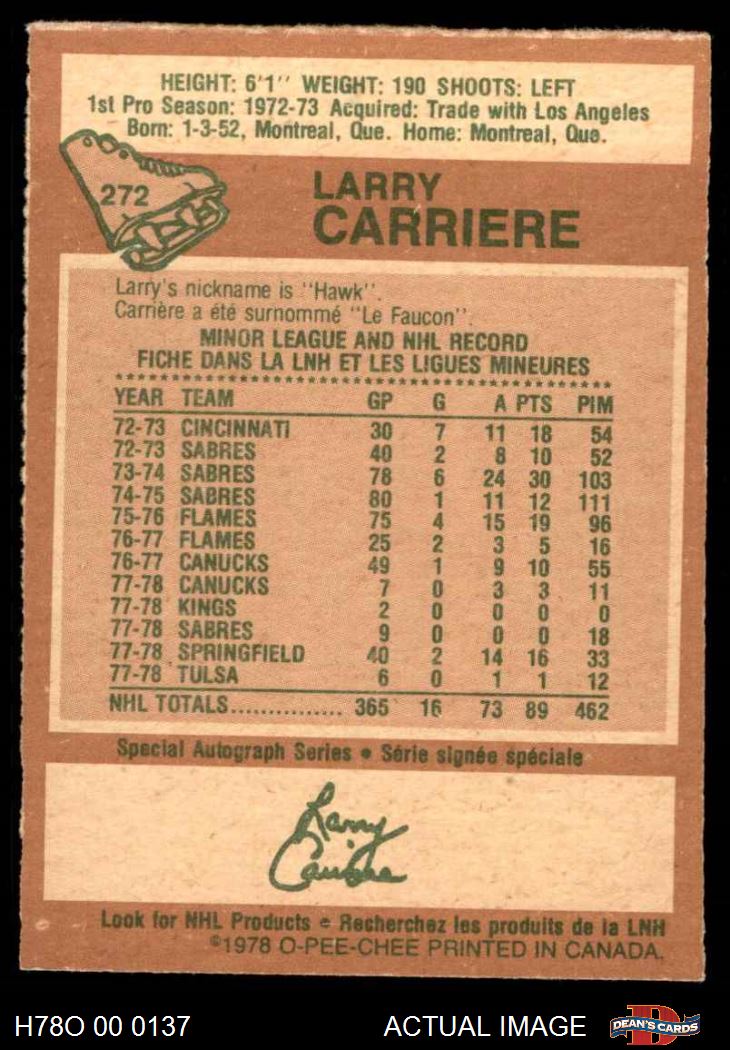 HEIGHT: 6'1'' WEIGHT: 190 SHOOTS: LEFT
1st Pro Season: 1972-73 Acquired: Trade with Los Angeles
Born: 1-3-52, Montreal, Que. Home: Montreal, Que.
272
LARRY
CARRIERE
Larry's nickname is ''Hawk''.
Carrière a été surnommé ''Le Faucon''.
MINOR LEAGUE AND NHL RECORD
FICHE DANS LA LNH ET LES LIGUES MINEURES
YEAR TEAM GP G A PTS PIM
72-73 CINCINNATI 30 7 11 18 54
72-73 SABRES 40 2 8 10 52
73-74 SABRES 78 6 24 30 103
74-75 SABRES 80 1 11 12 111
75-76 FLAMES 75 4 15 19 96
76-77 FLAMES 25 2 3 5 16
76-77 CANUCKS 49 1 9 10 55
77-78 CANUCKS 7 0 3 3 11
77-78 KINGS 2 0 0 0 0
77-78 SABRES 9 0 0 0 18
77-78 SPRINGFIELD 40 2 14 16 33
77-78 TULSA 6 0 1 1 12
NHL TOTALS................ 365 16 73 89 462
Special Autograph Series • Série signée spéciale
Larry
Carriere
Look for NHL Products • Recherchez les produits de la LNH
©1978 O-PEE-CHEE PRINTED IN CANADA.
H78O 00 0137 ACTUAL IMAGE DEAN'S CARDS